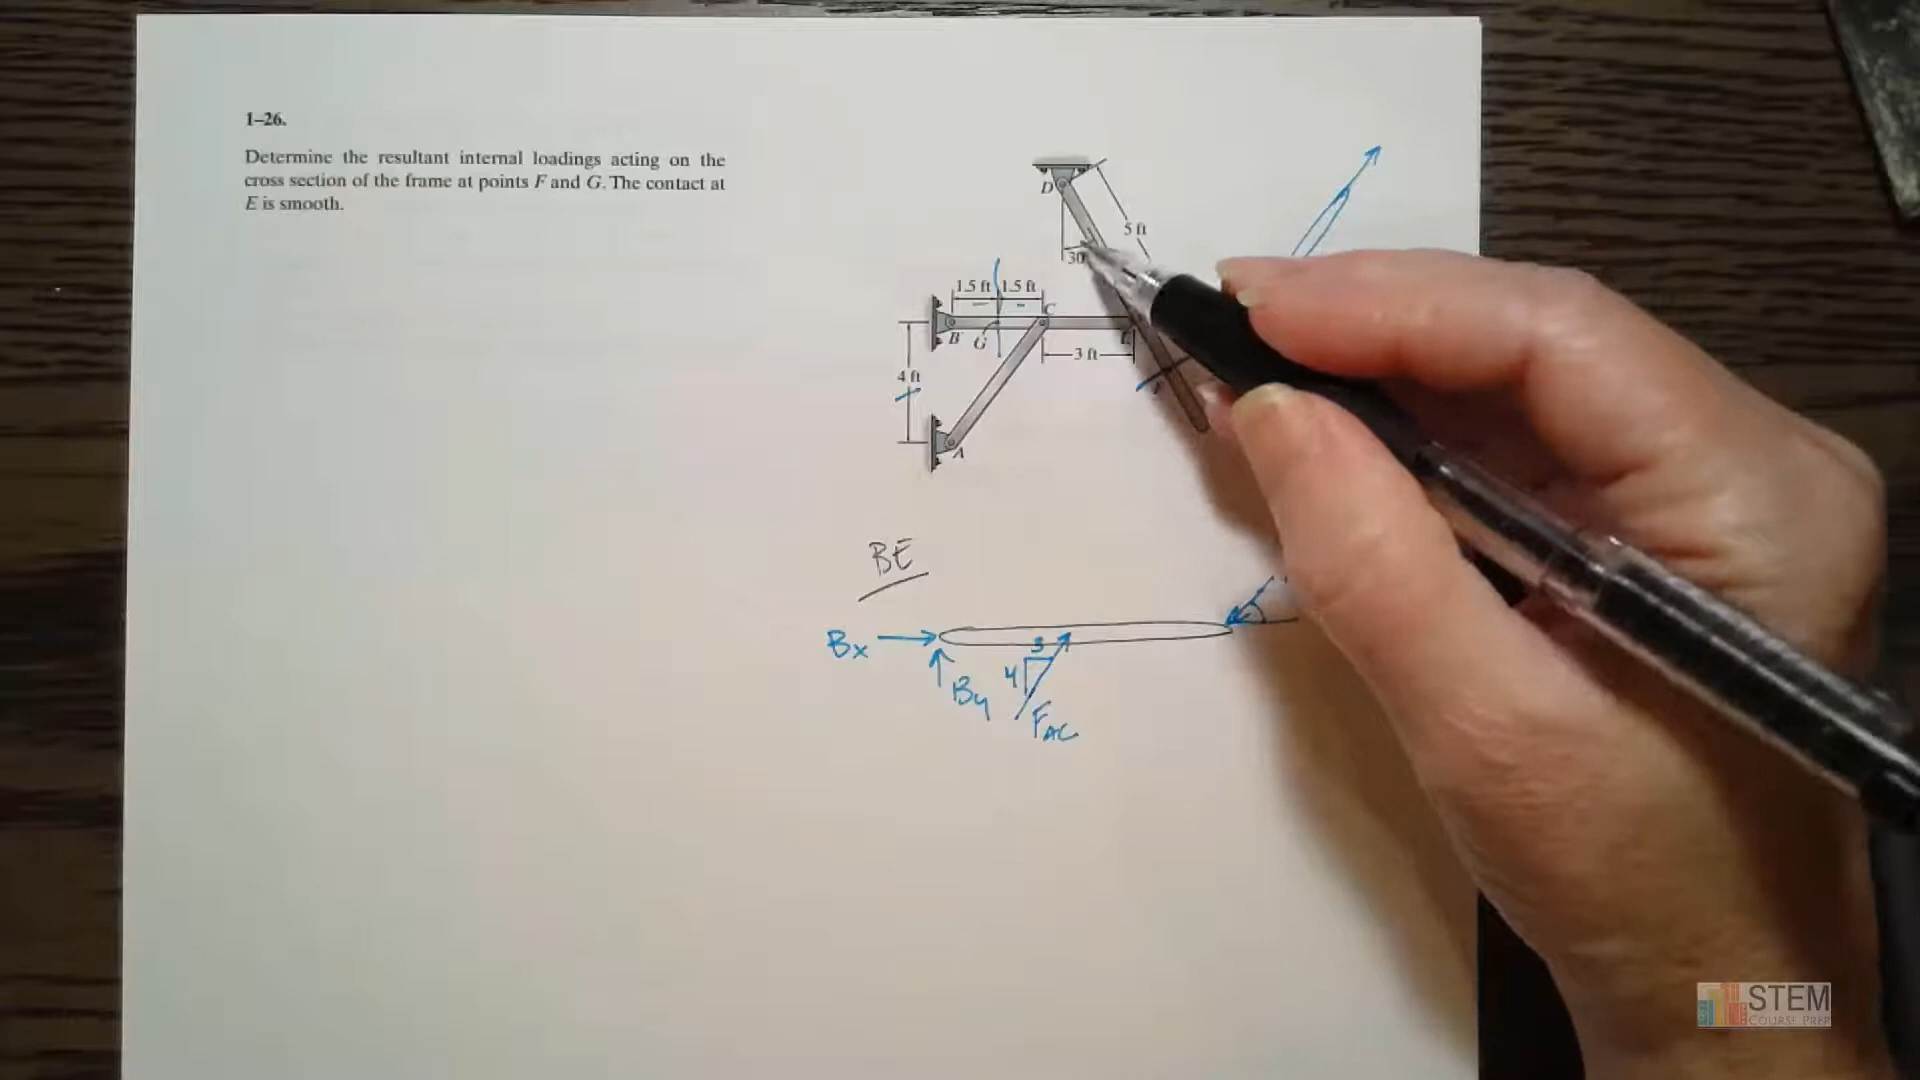 1–26.
Determine the resultant internal loadings acting on the
cross section of the frame at points F and G. The contact at
E is smooth.
D
5 ft
30
1.5 ft 1.5 ft
C
B G
3 ft
4 ft
A
BE
Bx
3
4
By
FAC
STEM
COURSE PREP